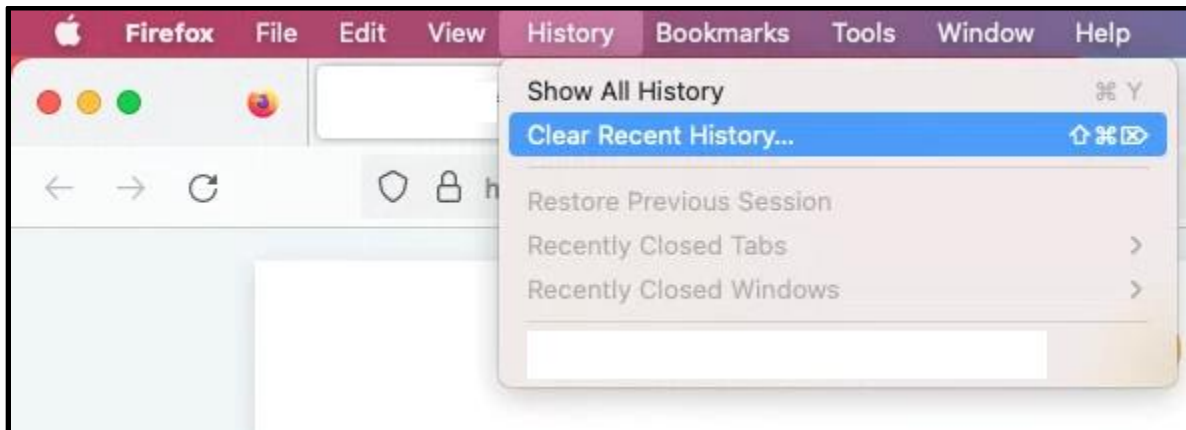 Firefox File Edit View History Bookmarks Tools Window Help
Show All History ⌘ Y
Clear Recent History... ⇧⌘⌦
h
Restore Previous Session
Recently Closed Tabs >
Recently Closed Windows >